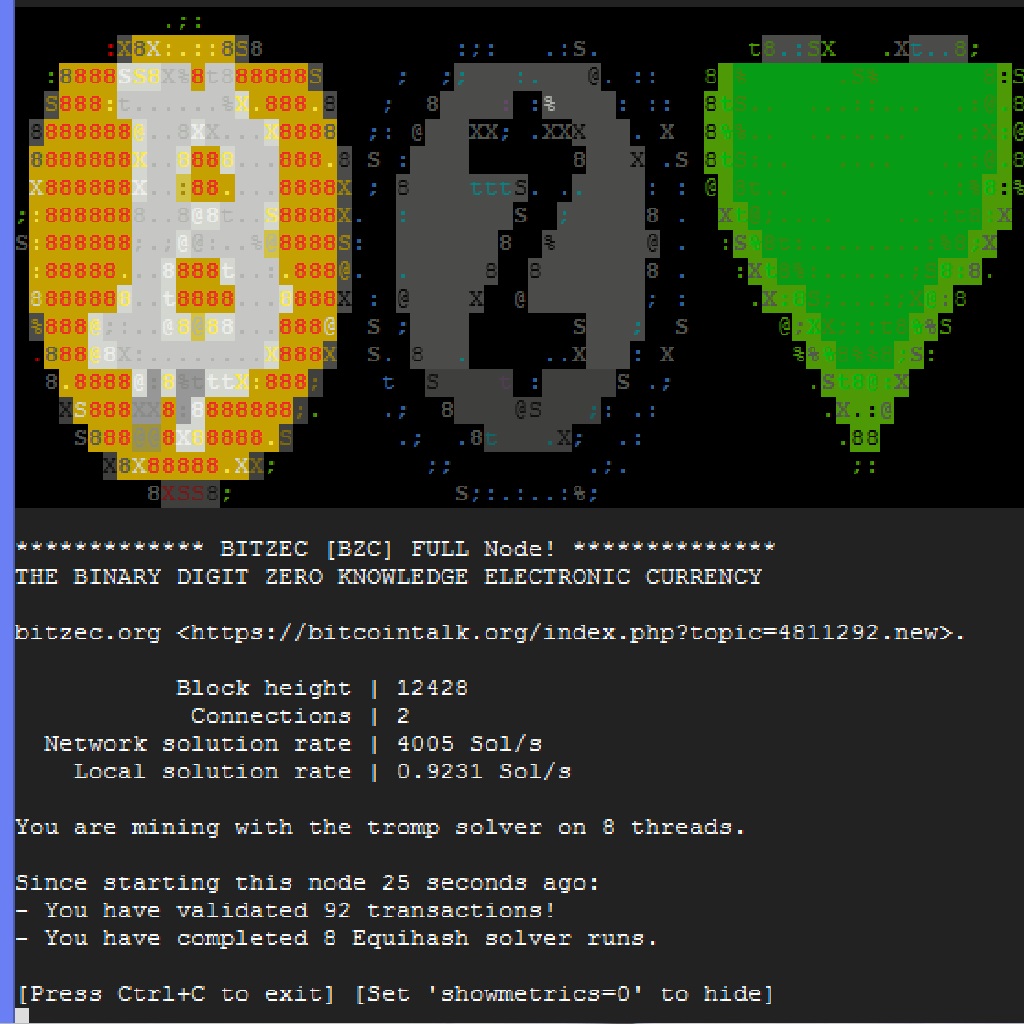 ************* BITZEC [BZC] FULL Node! **************
THE BINARY DIGIT ZERO KNOWLEDGE ELECTRONIC CURRENCY
bitzec.org <https://bitcointalk.org/index.php?topic=4811292.new>.
Block height | 12428
Connections | 2
Network solution rate | 4005 Sol/s
Local solution rate | 0.9231 Sol/s
You are mining with the tromp solver on 8 threads.
Since starting this node 25 seconds ago:
- You have validated 92 transactions!
- You have completed 8 Equihash solver runs.
[Press Ctrl+C to exit] [Set 'showmetrics=0' to hide]